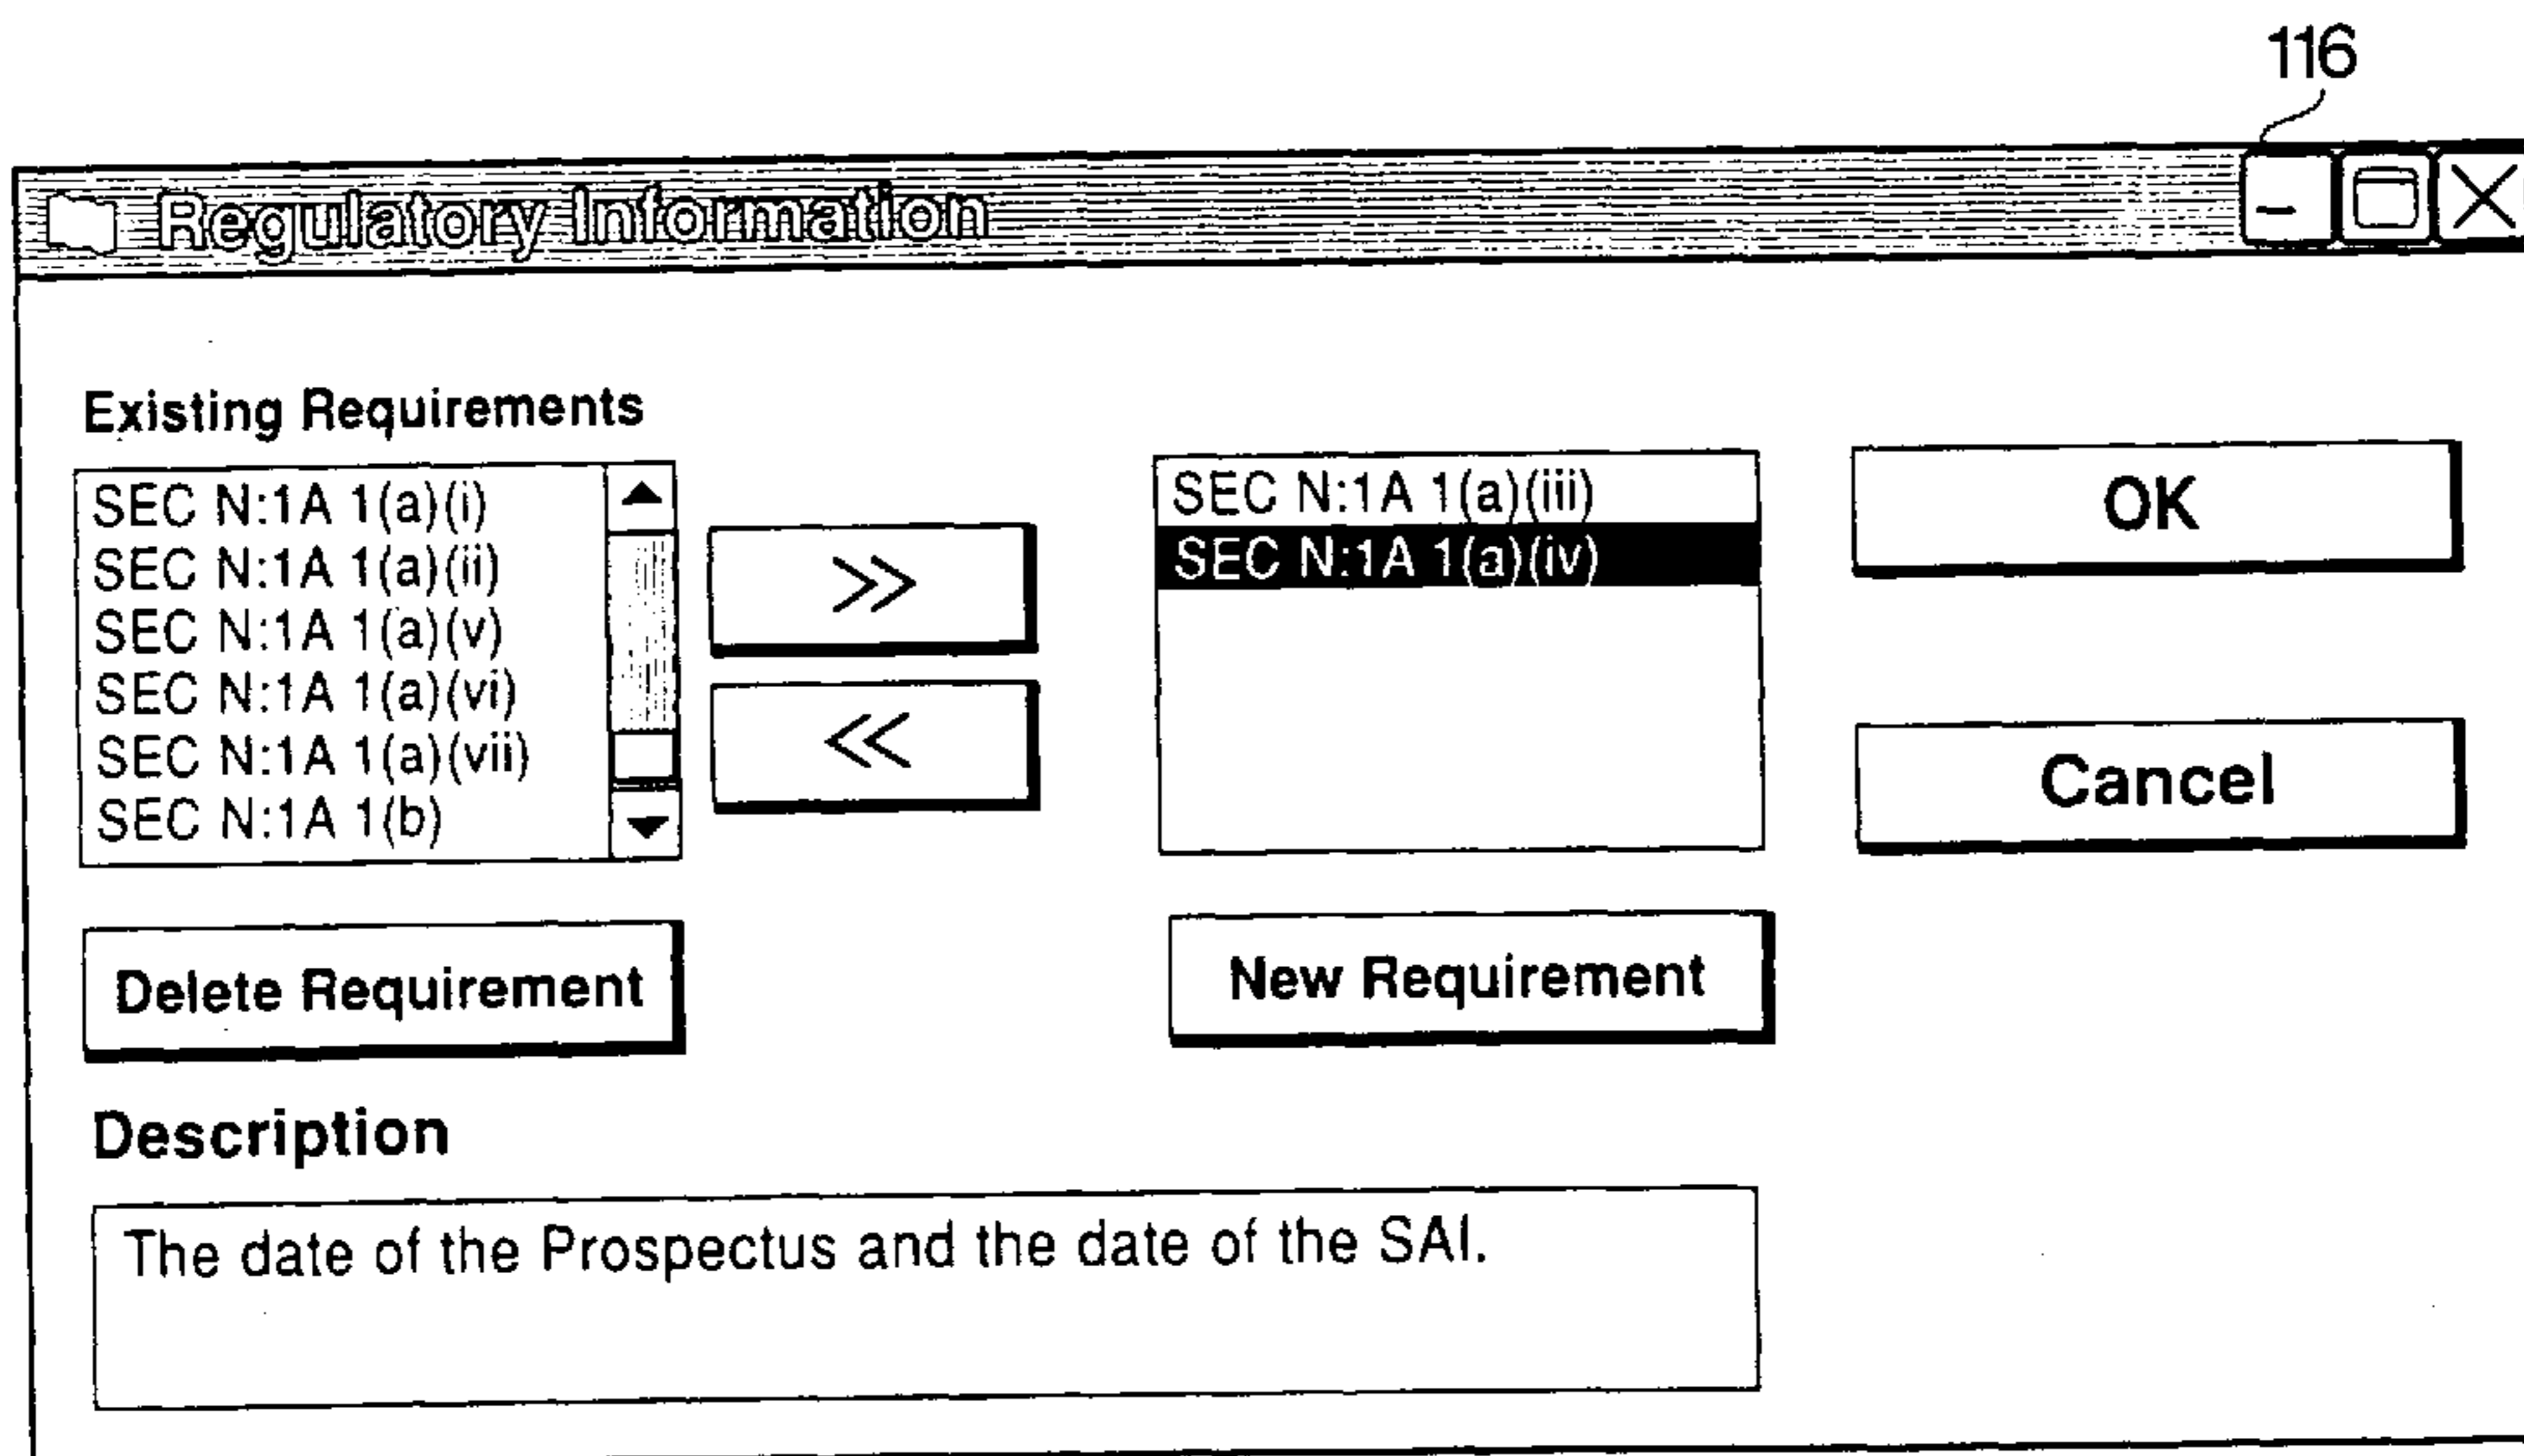 116
Regulatory Information
Existing Requirements
SEC N:1A 1(a)(i)
SEC N:1A 1(a)(ii)
SEC N:1A 1(a)(v)
SEC N:1A 1(a)(vi)
SEC N:1A 1(a)(vii)
SEC N:1A 1(b)
>>
<<
SEC N:1A 1(a)(iii)
SEC N:1A 1(a)(iv)
OK
Cancel
Delete Requirement
New Requirement
Description
The date of the Prospectus and the date of the SAI.